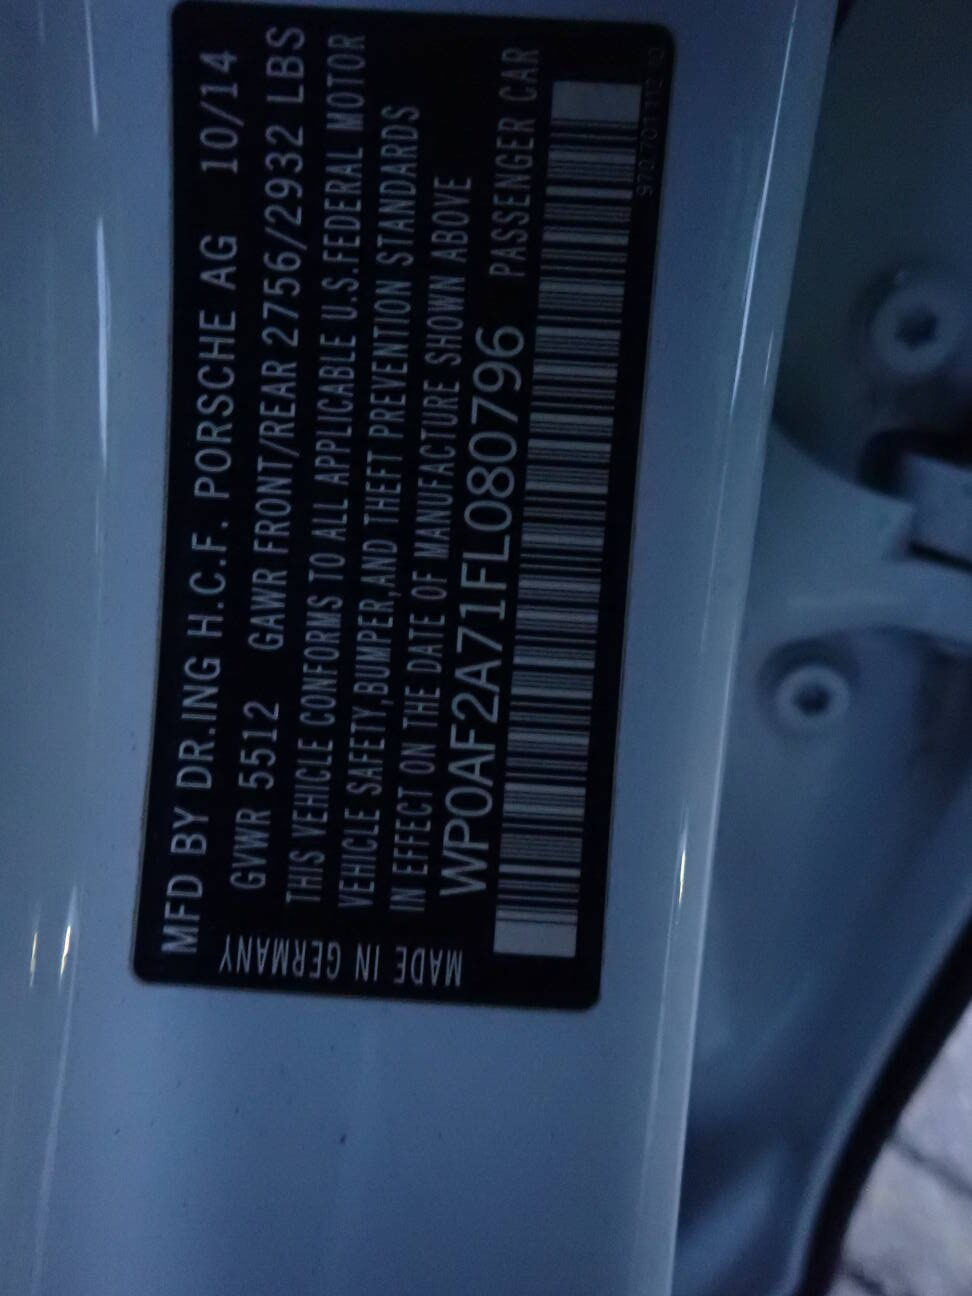 MFD BY DR.ING H.C.F. PORSCHE AG 10/14
GVWR 5512 GAWR FRONT/REAR 2756/2932 LBS
THIS VEHICLE CONFORMS TO ALL APPLICABLE U.S.FEDERAL MOTOR
VEHICLE SAFETY,BUMPER,AND THEFT PREVENTION STANDARDS
IN EFFECT ON THE DATE OF MANUFACTURE SHOWN ABOVE
WP0AF2A71FL080796 PASSENGER CAR
MADE IN GERMANY